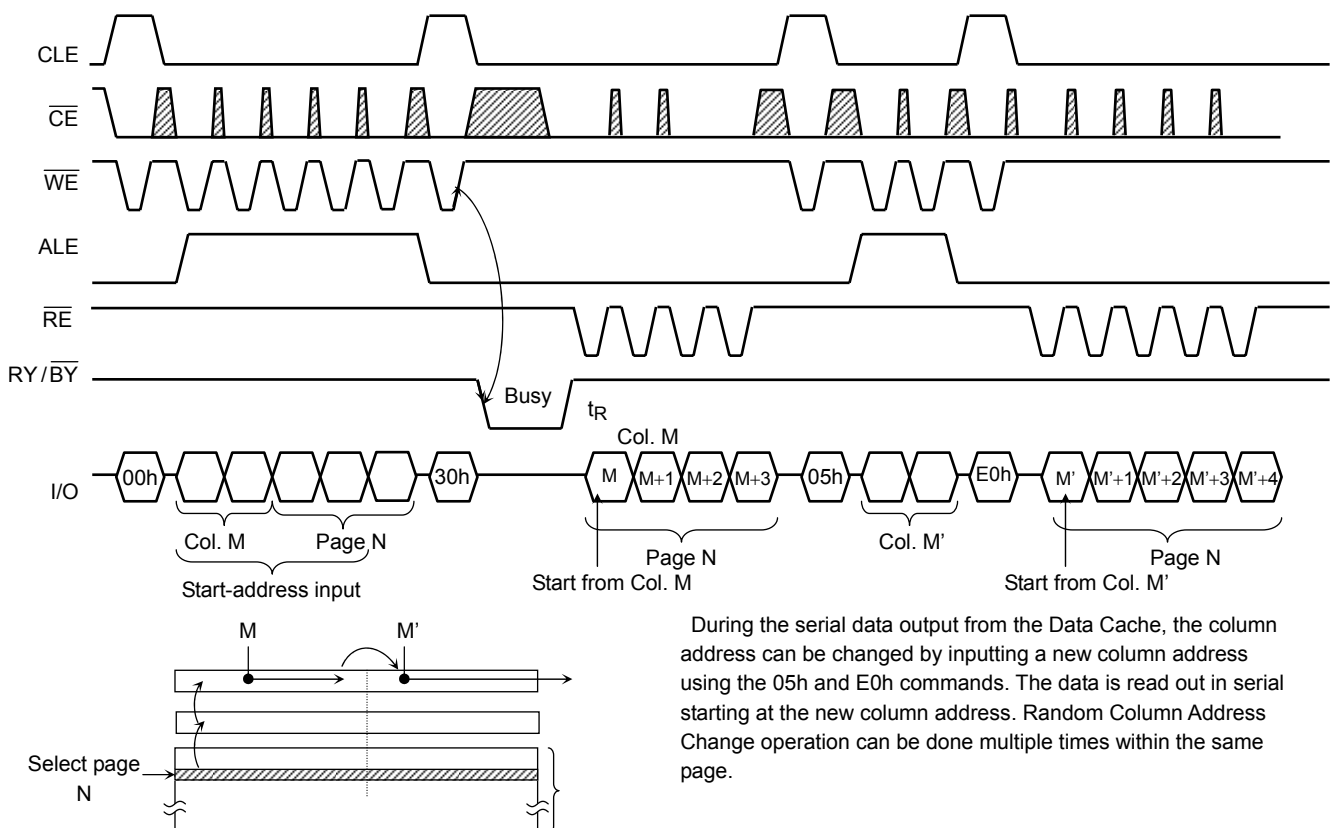 CLE
CE
WE
ALE
RE
RY/BY
Busy
tR
Col. M
I/O
00h
30h
M
M+1
M+2
M+3
05h
E0h
M'
M'+1
M'+2
M'+3
M'+4
Col. M
Page N
Page N
Col. M’
Page N
Start-address input
Start from Col. M
Start from Col. M’
M
M’
Select page
N
During the serial data output from the Data Cache, the column
address can be changed by inputting a new column address
using the 05h and E0h commands. The data is read out in serial
starting at the new column address. Random Column Address
Change operation can be done multiple times within the same
page.